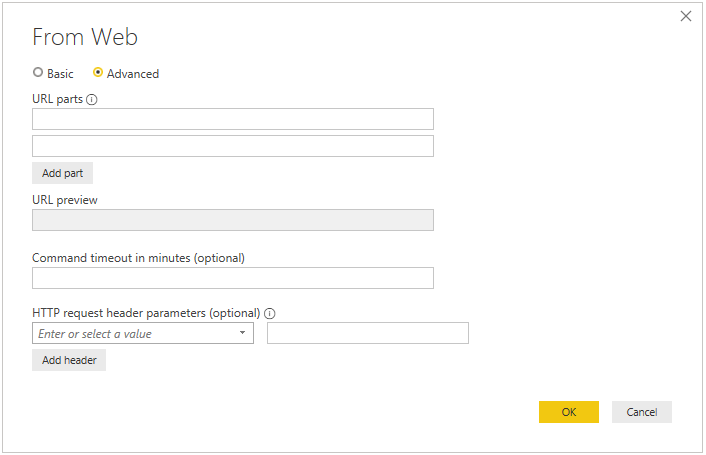 From Web
Basic Advanced
URL parts
Add part
URL preview
Command timeout in minutes (optional)
HTTP request header parameters (optional)
Enter or select a value
Add header
OK Cancel